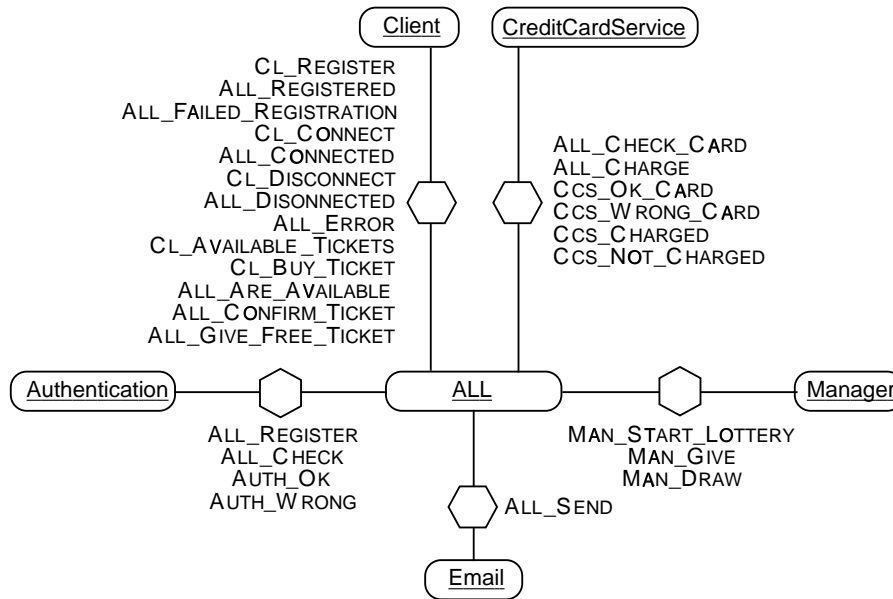 Client
CreditCardService
CL_REGISTER
ALL_REGISTERED
ALL_FAILED_REGISTRATION
CL_CONNECT
ALL_CONNECTED
CL_DISCONNECT
ALL_DISONNECTED
ALL_ERROR
CL_AVAILABLE_TICKETS
CL_BUY_TICKET
ALL_ARE_AVAILABLE
ALL_CONFIRM_TICKET
ALL_GIVE_FREE_TICKET
ALL_CHECK_CARD
ALL_CHARGE
CCS_OK_CARD
CCS_WRONG_CARD
CCS_CHARGED
CCS_NOT_CHARGED
Authentication
ALL
Manager
ALL_REGISTER
ALL_CHECK
AUTH_OK
AUTH_WRONG
MAN_START_LOTTERY
MAN_GIVE
MAN_DRAW
ALL_SEND
Email